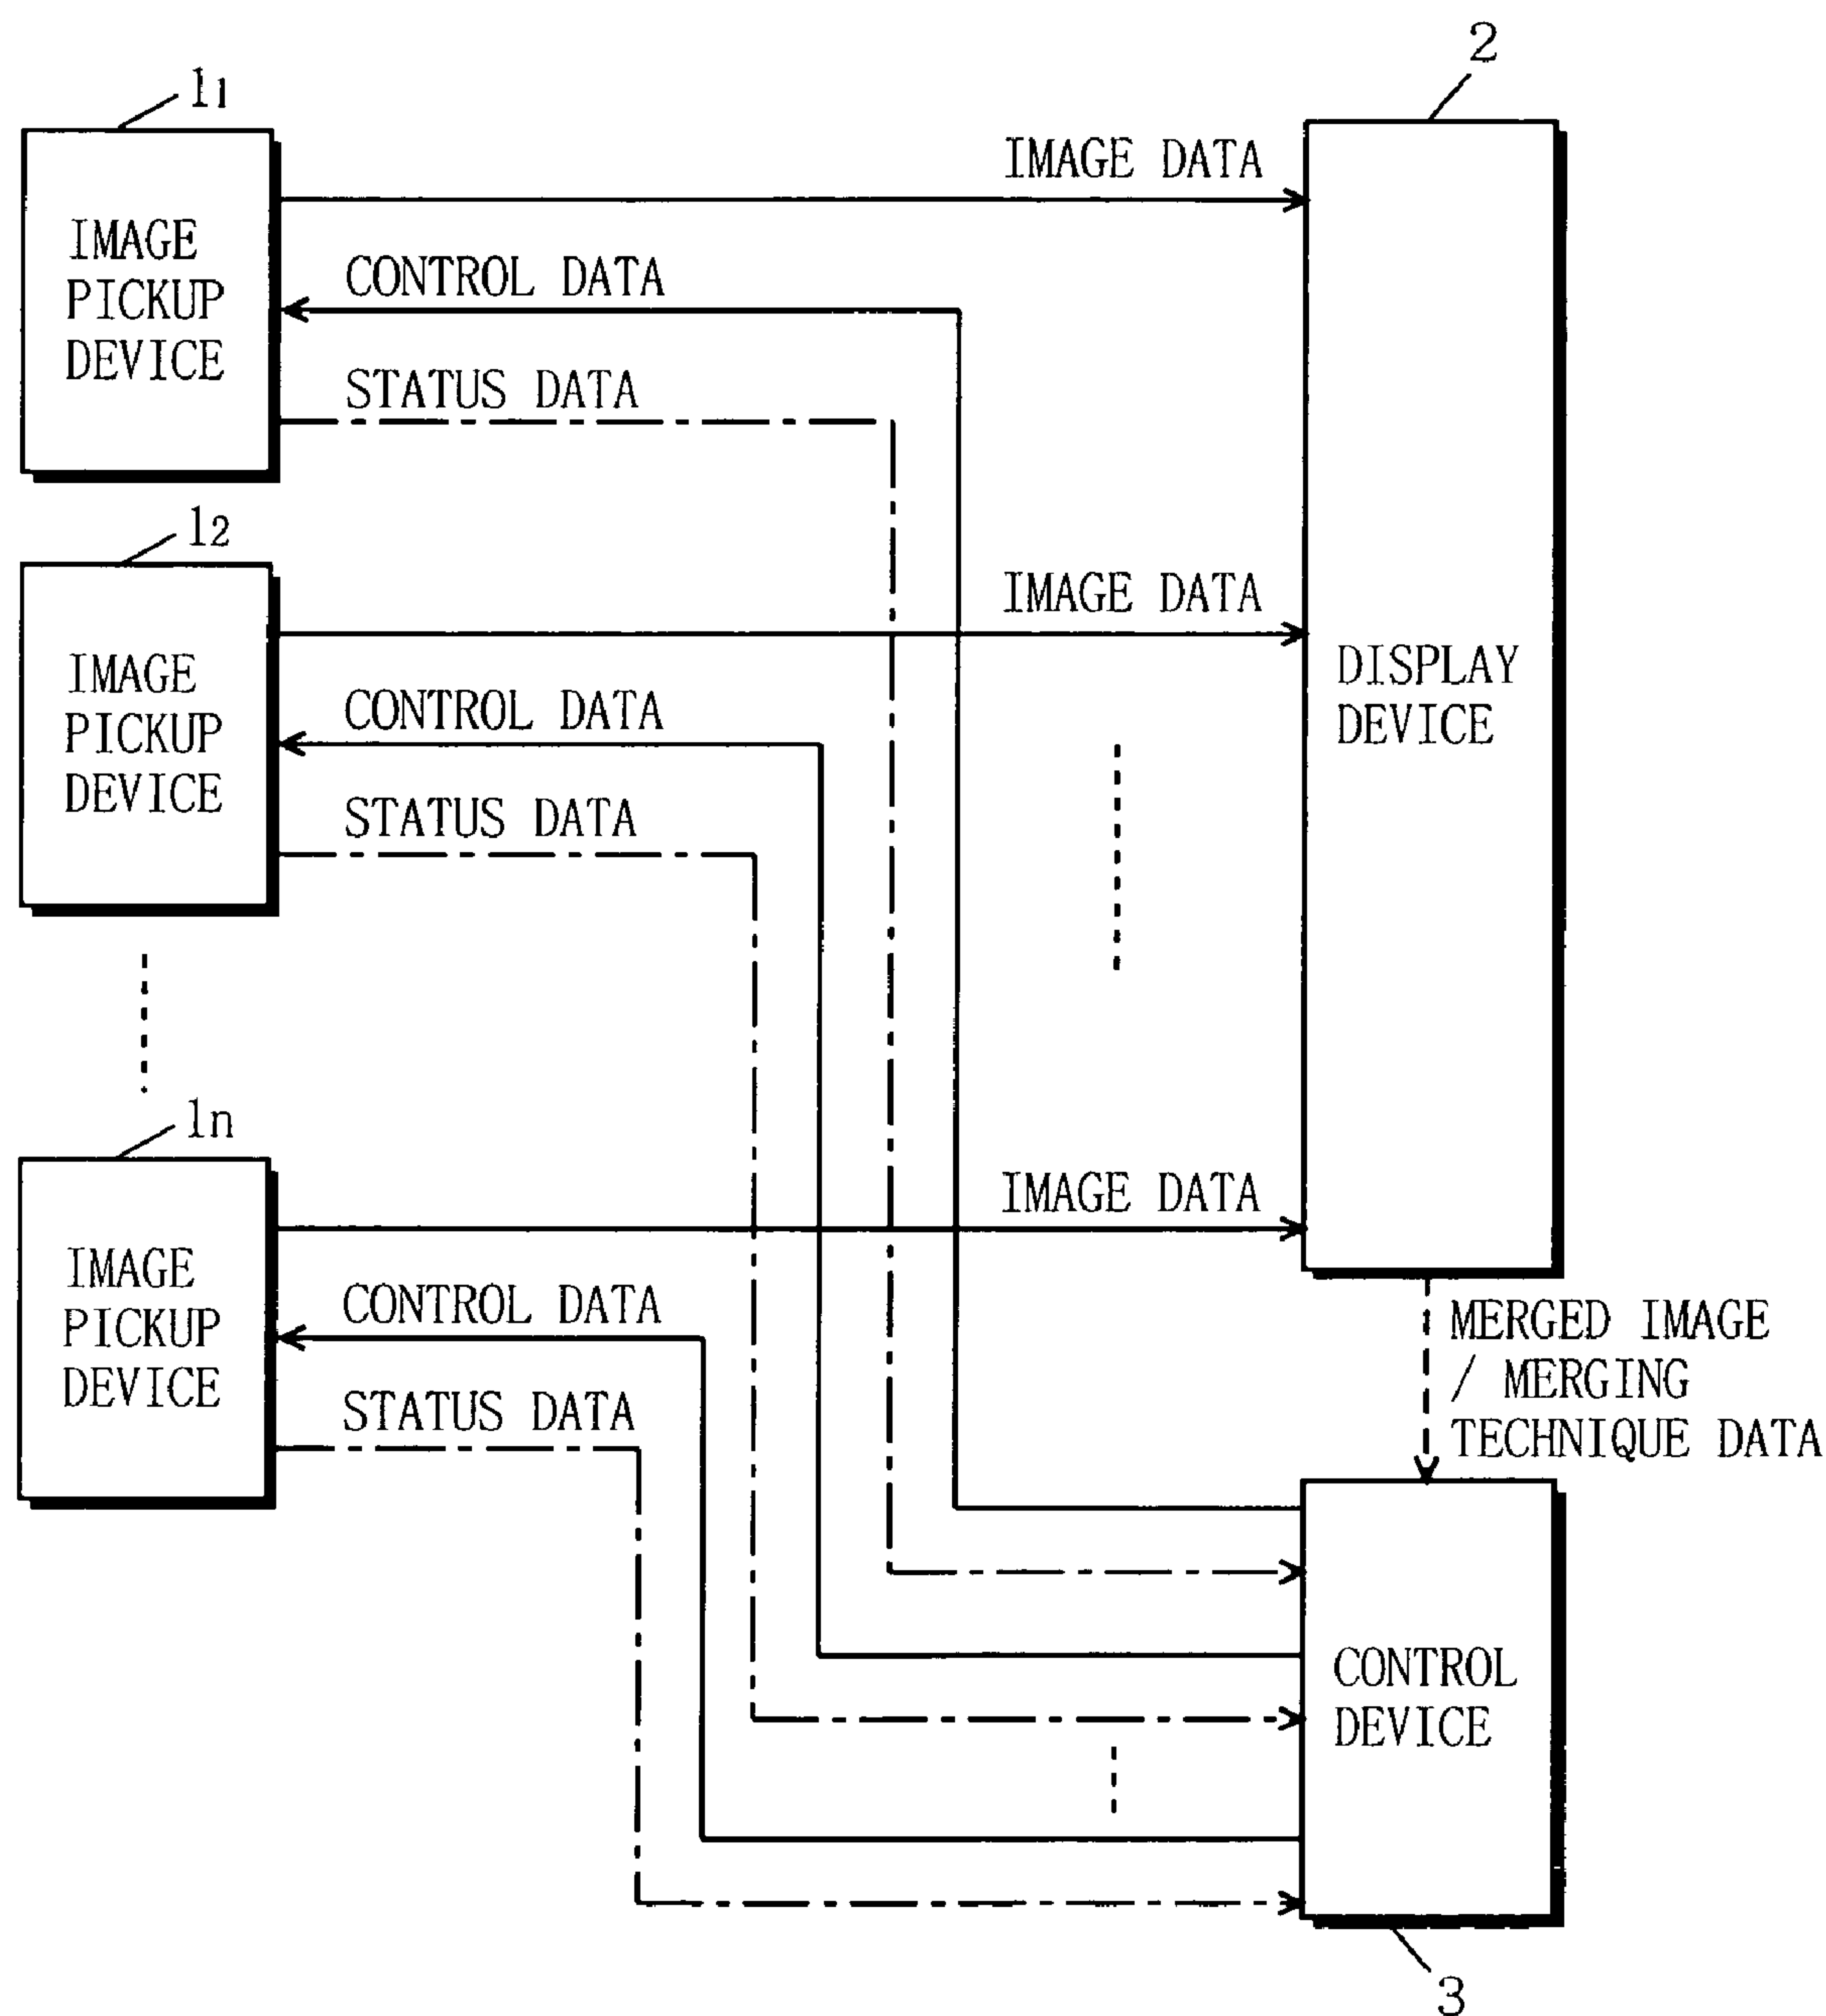 11
2
IMAGE
PICKUP
DEVICE
IMAGE DATA
CONTROL DATA
STATUS DATA
12
IMAGE
PICKUP
DEVICE
IMAGE DATA
CONTROL DATA
STATUS DATA
DISPLAY
DEVICE
1n
IMAGE
PICKUP
DEVICE
IMAGE DATA
CONTROL DATA
STATUS DATA
MERGED IMAGE
/ MERGING
TECHNIQUE DATA
CONTROL
DEVICE
3